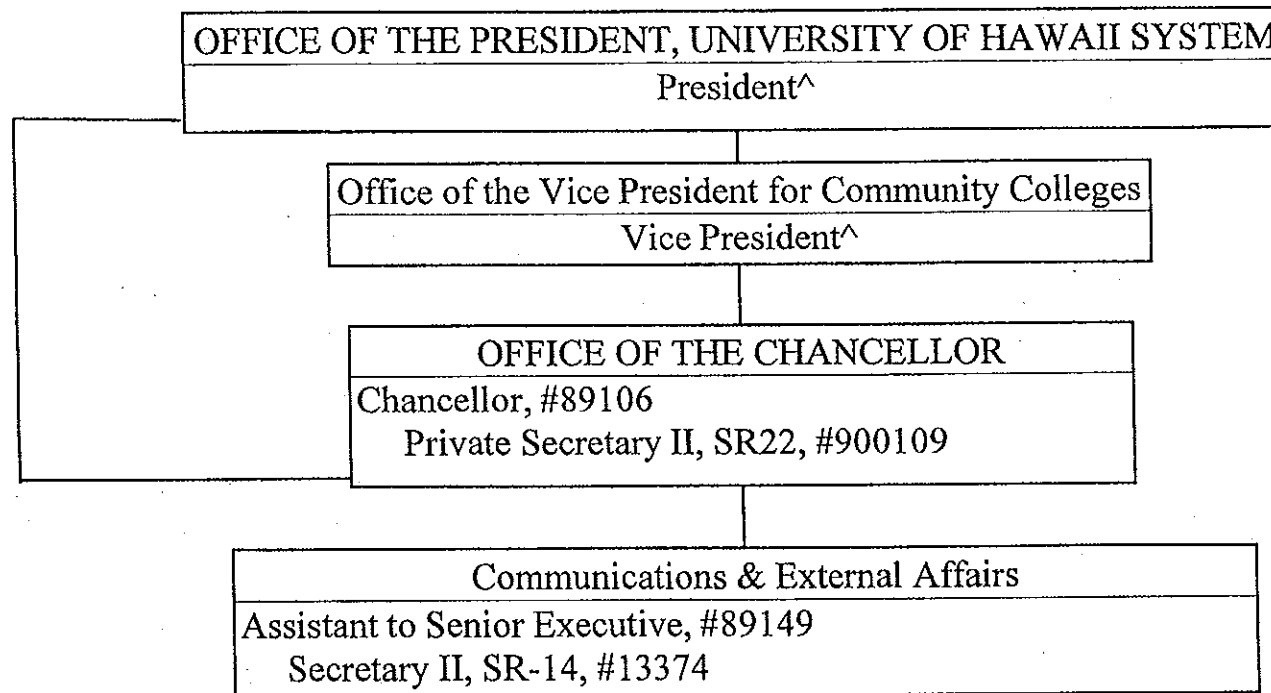 OFFICE OF THE PRESIDENT, UNIVERSITY OF HAWAII SYSTEM
President^
Office of the Vice President for Community Colleges
Vice President^
OFFICE OF THE CHANCELLOR
Chancellor, #89106
Private Secretary II, SR22, #900109
Communications & External Affairs
Assistant to Senior Executive, #89149
Secretary II, SR-14, #13374